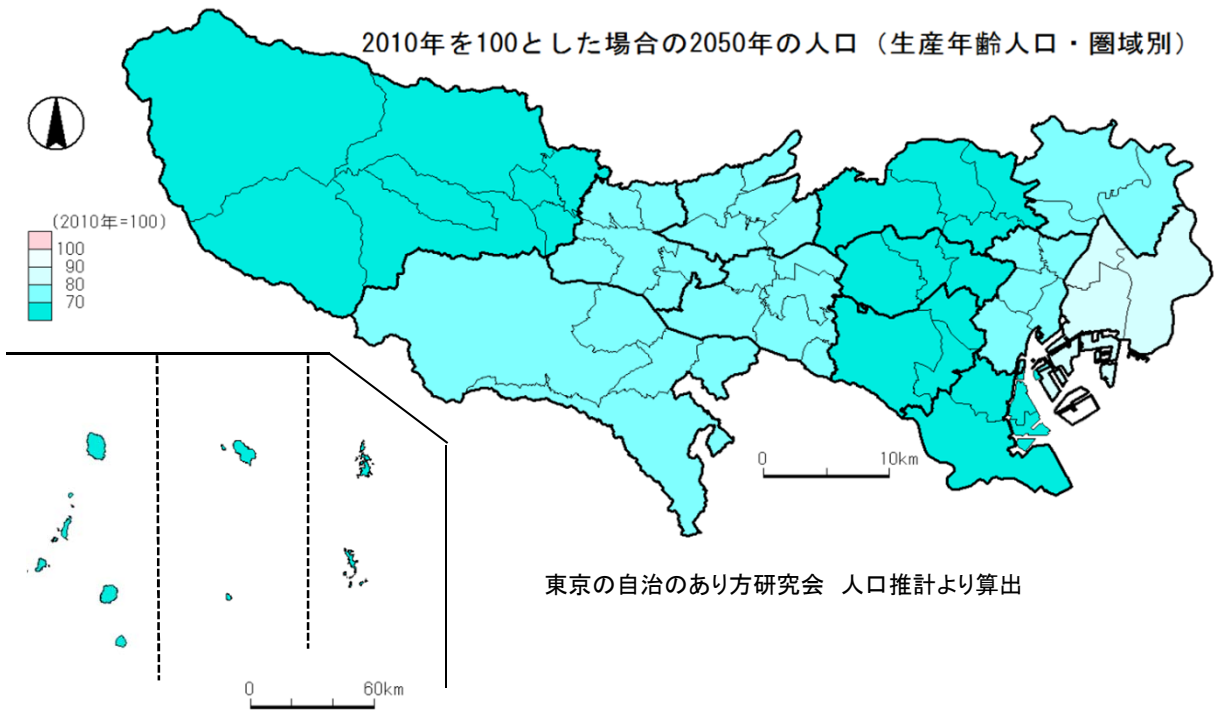 2010年を100とした場合の2050年の人口（生産年齢人口・圏域別）
(2010年=100)
100
90
80
70
0 10km
東京の自治のあり方研究会　人口推計より算出
0 60km